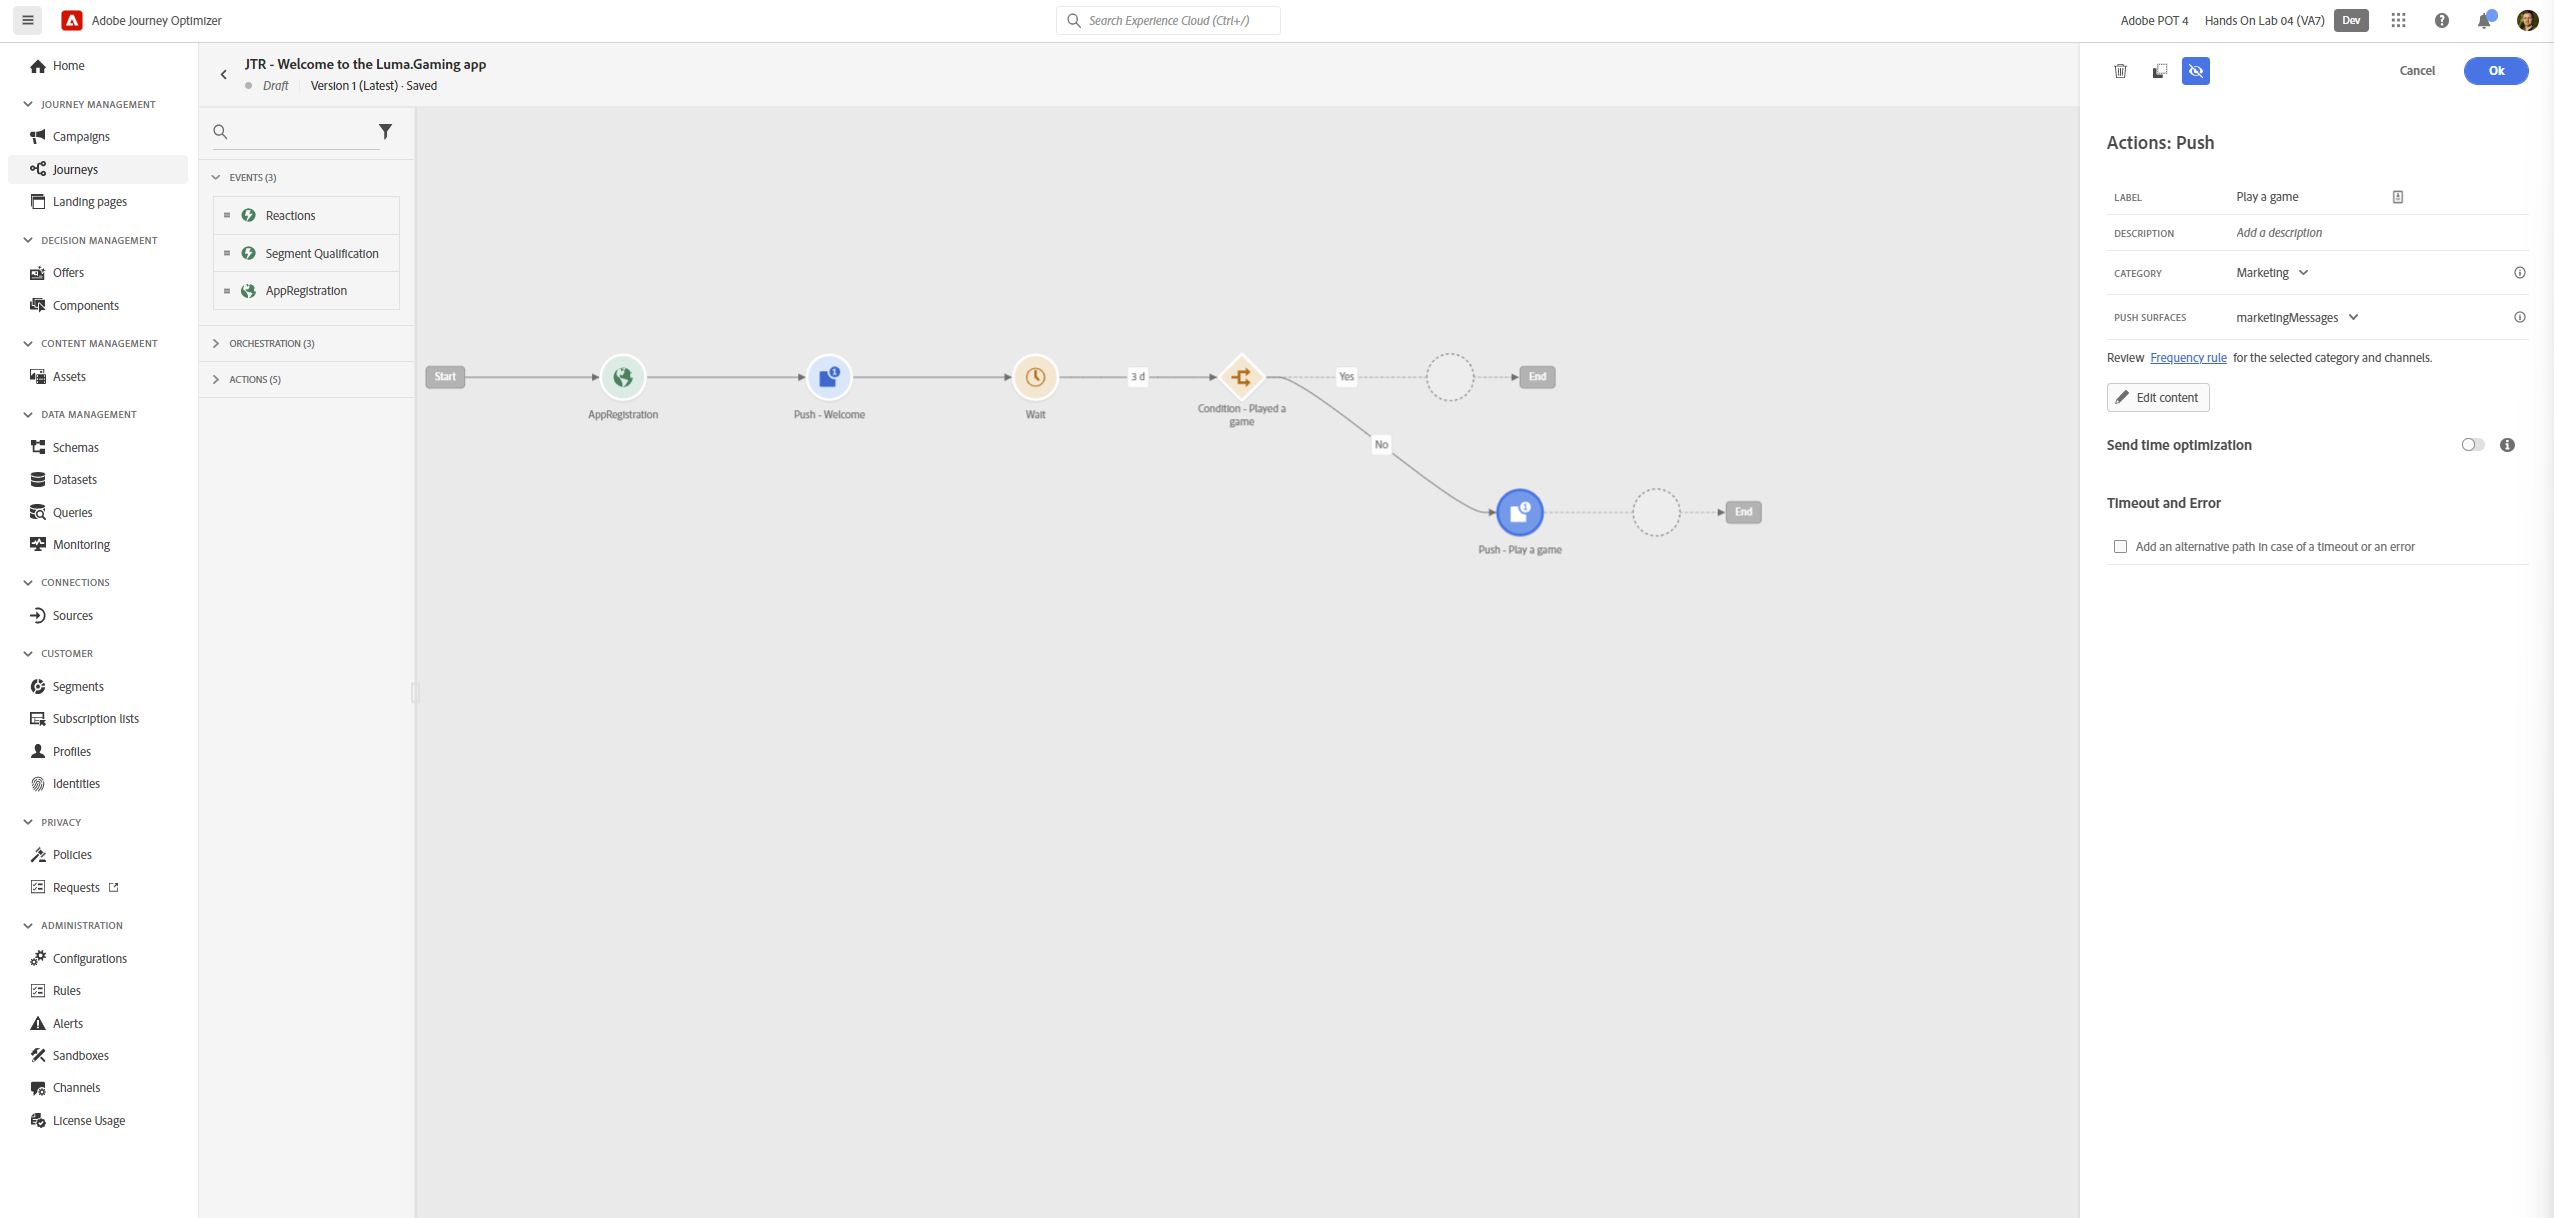 Adobe Journey Optimizer
Search Experience Cloud (Ctrl+/)
Adobe POT 4
Hands On Lab 04 (VA7)
Dev
Home
JOURNEY MANAGEMENT
Campaigns
Journeys
Landing pages
DECISION MANAGEMENT
Offers
Components
CONTENT MANAGEMENT
Assets
DATA MANAGEMENT
Schemas
Datasets
Queries
Monitoring
CONNECTIONS
Sources
CUSTOMER
Segments
Subscription lists
Profiles
Identities
PRIVACY
Policies
Requests
ADMINISTRATION
Configurations
Rules
Alerts
Sandboxes
Channels
License Usage
JTR - Welcome to the Luma.Gaming app
Draft
Version 1 (Latest) · Saved
EVENTS (3)
Reactions
Segment Qualification
AppRegistration
ORCHESTRATION (3)
ACTIONS (5)
Start
AppRegistration
1
Push - Welcome
Wait
3 d
Condition - Played a
game
Yes
End
No
1
Push - Play a game
End
Cancel
Ok
Actions: Push
LABEL
Play a game
DESCRIPTION
Add a description
CATEGORY
Marketing
PUSH SURFACES
marketingMessages
Review Frequency rule for the selected category and channels.
Edit content
Send time optimization
Timeout and Error
Add an alternative path in case of a timeout or an error